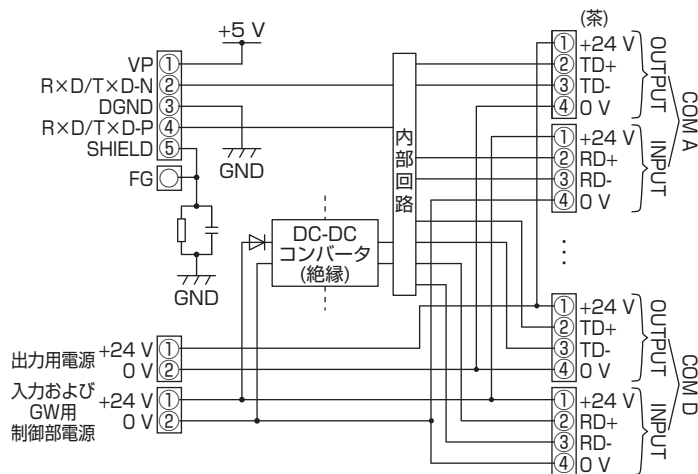 +5 V
VP ①
R×D/T×D-N ②
DGND ③
R×D/T×D-P ④
SHIELD ⑤
FG
GND
GND
内部回路
DC-DC
コンバータ
(絶縁)
出力用電源
+24 V ①
0 V ②
入力および
GW用
制御部電源
+24 V ①
0 V ②
(茶)
① +24 V
② TD+
③ TD-
④ 0 V
OUTPUT
① +24 V
② RD+
③ RD-
④ 0 V
INPUT
COM A
⋮
① +24 V
② TD+
③ TD-
④ 0 V
OUTPUT
① +24 V
② RD+
③ RD-
④ 0 V
INPUT
COM D